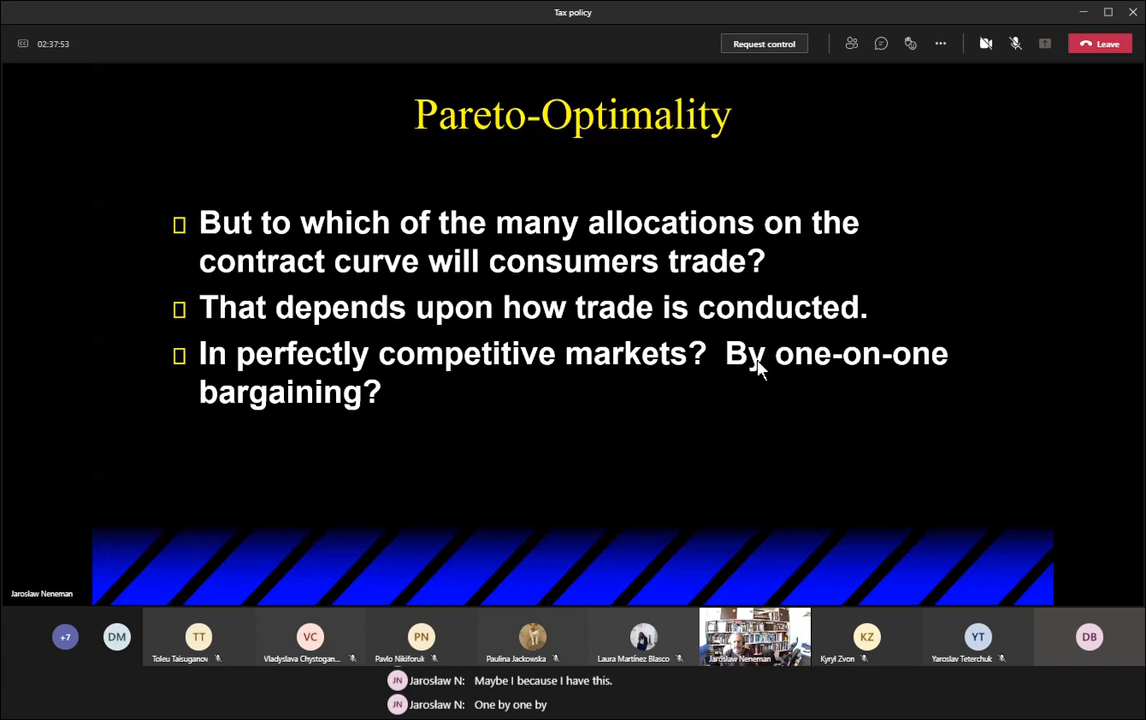 Tax policy
02:37:53
Request control
Leave
Pareto-Optimality
But to which of the many allocations on the
contract curve will consumers trade?
That depends upon how trade is conducted.
In perfectly competitive markets? By one-on-one
bargaining?
Jarosław Neneman
+7
DM
TT
VC
PN
KZ
YT
DB
Toleu Taisuganov
Vladyslava Chystogan...
Pavlo Nikiforuk
Paulina Jackowska
Laura Martínez Blasco
Jarosław Neneman
Kyryl Zvon
Yaroslav Teterchuk
JN Jarosław N: Maybe I because I have this.
JN Jarosław N: One by one by